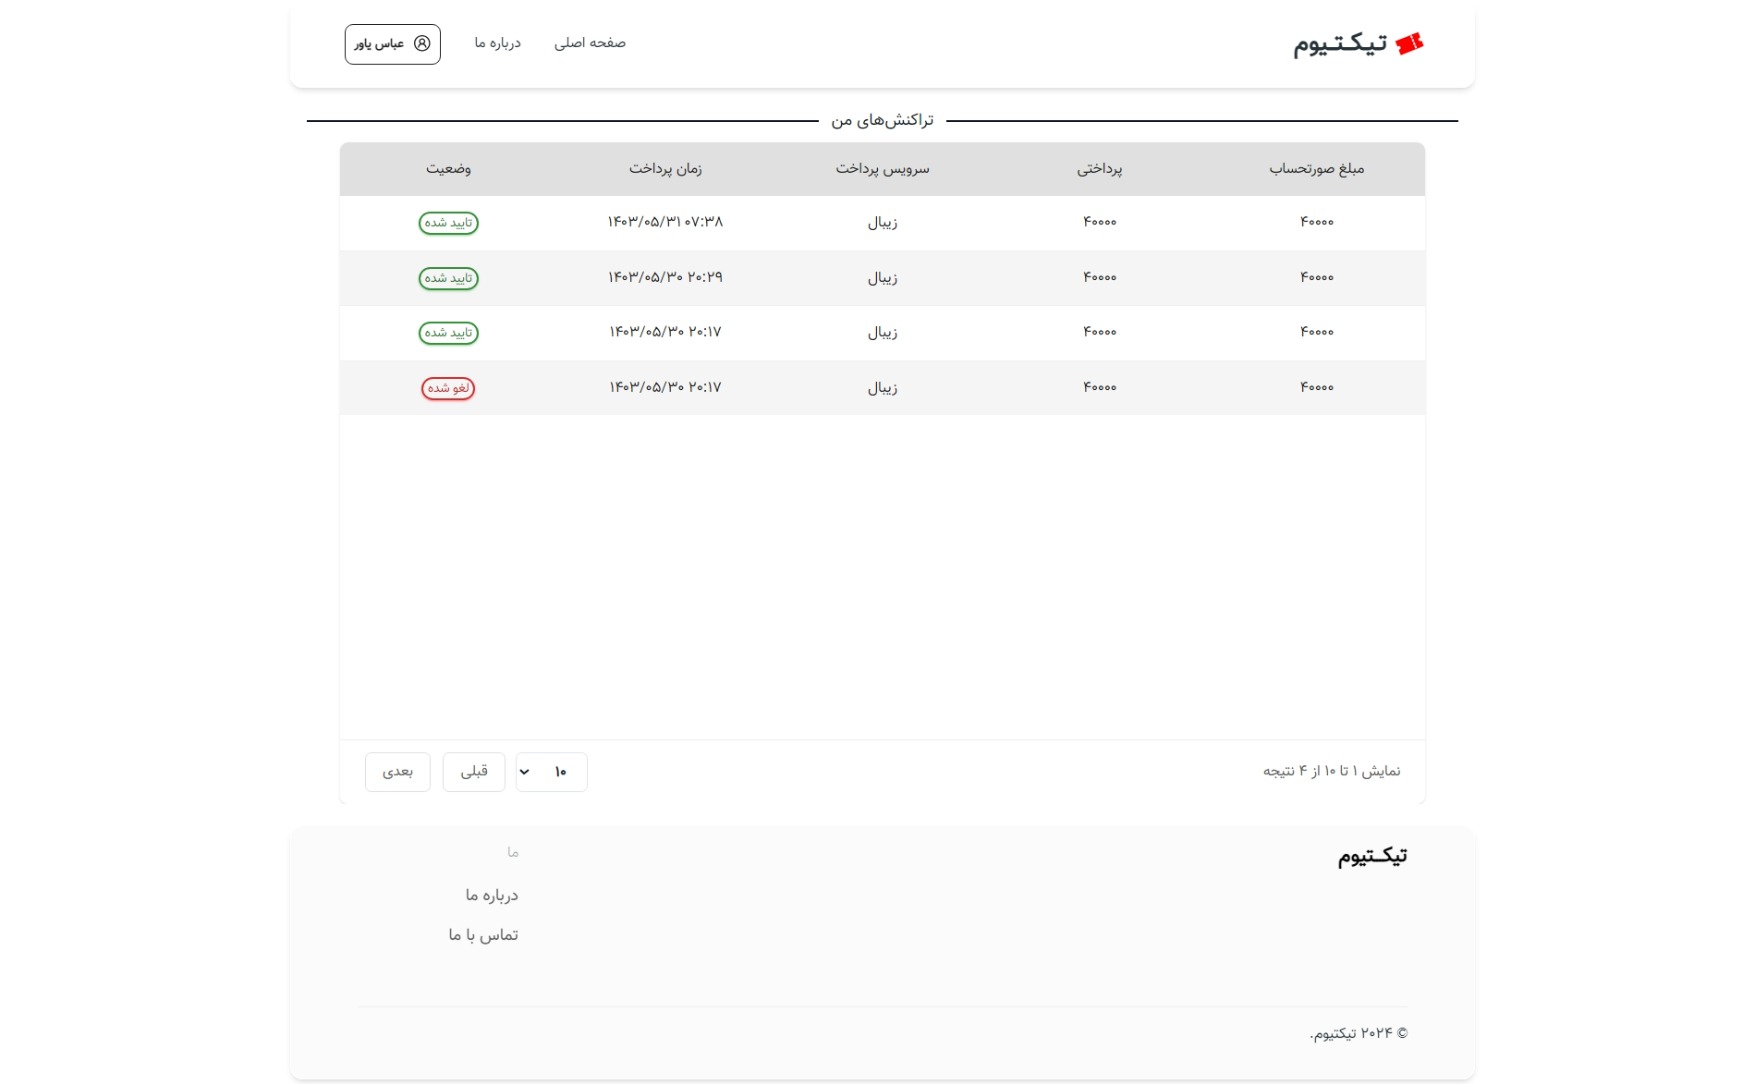 تیکـتـیوم
صفحه اصلی
درباره ما
عباس یاور
تراکنش‌های من
مبلغ صورتحساب پرداختی سرویس پرداخت زمان پرداخت وضعیت
۴۰۰۰۰ ۴۰۰۰۰ زیبال ۱۴۰۳/۰۵/۳۱ ۰۷:۳۸ تایید شده
۴۰۰۰۰ ۴۰۰۰۰ زیبال ۱۴۰۳/۰۵/۳۰ ۲۰:۲۹ تایید شده
۴۰۰۰۰ ۴۰۰۰۰ زیبال ۱۴۰۳/۰۵/۳۰ ۲۰:۱۷ تایید شده
۴۰۰۰۰ ۴۰۰۰۰ زیبال ۱۴۰۳/۰۵/۳۰ ۲۰:۱۷ لغو شده
نمایش ۱ تا ۱۰ از ۴ نتیجه
۱۰
قبلی
بعدی
تیکـتیوم
ما
درباره ما
تماس با ما
© ۲۰۲۴ تیکتیوم.